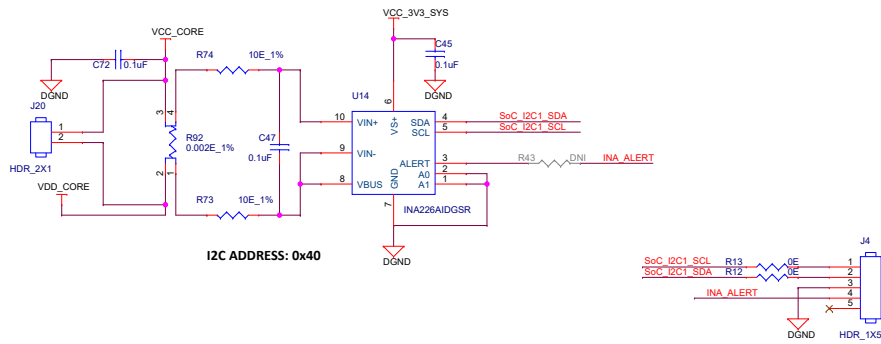 VCC_3V3_SYS
VCC_CORE
R74 10E_1%
C45
0.1uF
C72 0.1uF
DGND
DGND
U14
J20
1
2
HDR_2X1
3 4
R92
0.002E_1%
2 1
C47
0.1uF
6
10 VIN+ VS+ SDA 4 SoC_I2C1_SDA
SCL 5 SoC_I2C1_SCL
9 VIN-
ALERT 3 R43 DNI INA_ALERT
A0 2
8 VBUS GND A1 1
7
INA226AIDGSR
VDD_CORE
R73 10E_1%
DGND
I2C ADDRESS: 0x40
J4
SoC_I2C1_SCL R13 0E 1
SoC_I2C1_SDA R12 0E 2
3
INA_ALERT 4
5
DGND
HDR_1X5